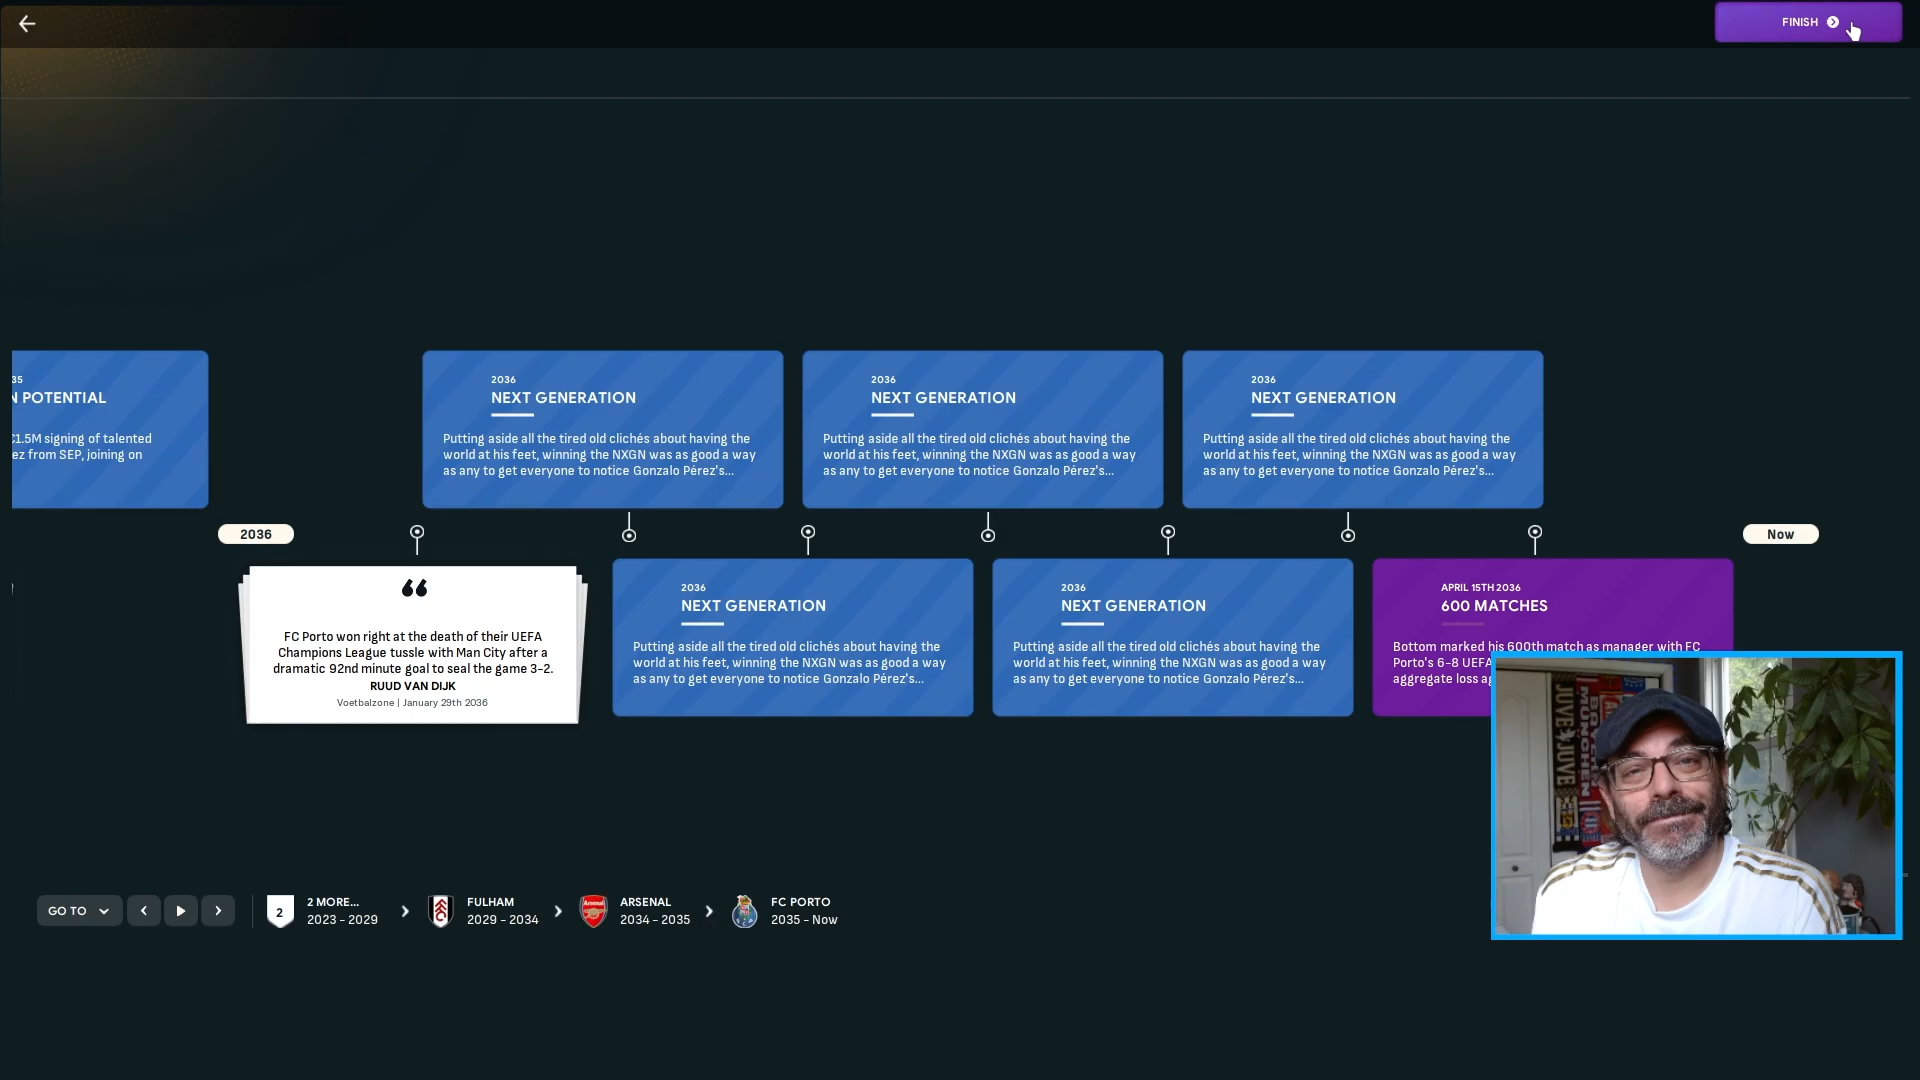 FINISH
35
N POTENTIAL
£1.5M signing of talented
ez from SEP, joining on
2036
NEXT GENERATION
Putting aside all the tired old clichés about having the
world at his feet, winning the NXGN was as good a way
as any to get everyone to notice Gonzalo Pérez's...
2036
NEXT GENERATION
Putting aside all the tired old clichés about having the
world at his feet, winning the NXGN was as good a way
as any to get everyone to notice Gonzalo Pérez's...
2036
NEXT GENERATION
Putting aside all the tired old clichés about having the
world at his feet, winning the NXGN was as good a way
as any to get everyone to notice Gonzalo Pérez's...
2036
Now
FC Porto won right at the death of their UEFA
Champions League tussle with Man City after a
dramatic 92nd minute goal to seal the game 3-2.
RUUD VAN DIJK
Voetbalzone | January 29th 2036
2036
NEXT GENERATION
Putting aside all the tired old clichés about having the
world at his feet, winning the NXGN was as good a way
as any to get everyone to notice Gonzalo Pérez's...
2036
NEXT GENERATION
Putting aside all the tired old clichés about having the
world at his feet, winning the NXGN was as good a way
as any to get everyone to notice Gonzalo Pérez's...
APRIL 15TH 2036
600 MATCHES
Bottom marked his 600th match as manager with FC
Porto's 6-8 UEFA
aggregate loss ag
JUVE JUVE
BAYERN
MÜNCHEN
GO TO
2
2 MORE...
2023 - 2029
FULHAM
2029 - 2034
Arsenal
ARSENAL
2034 - 2035
FC PORTO
2035 - Now